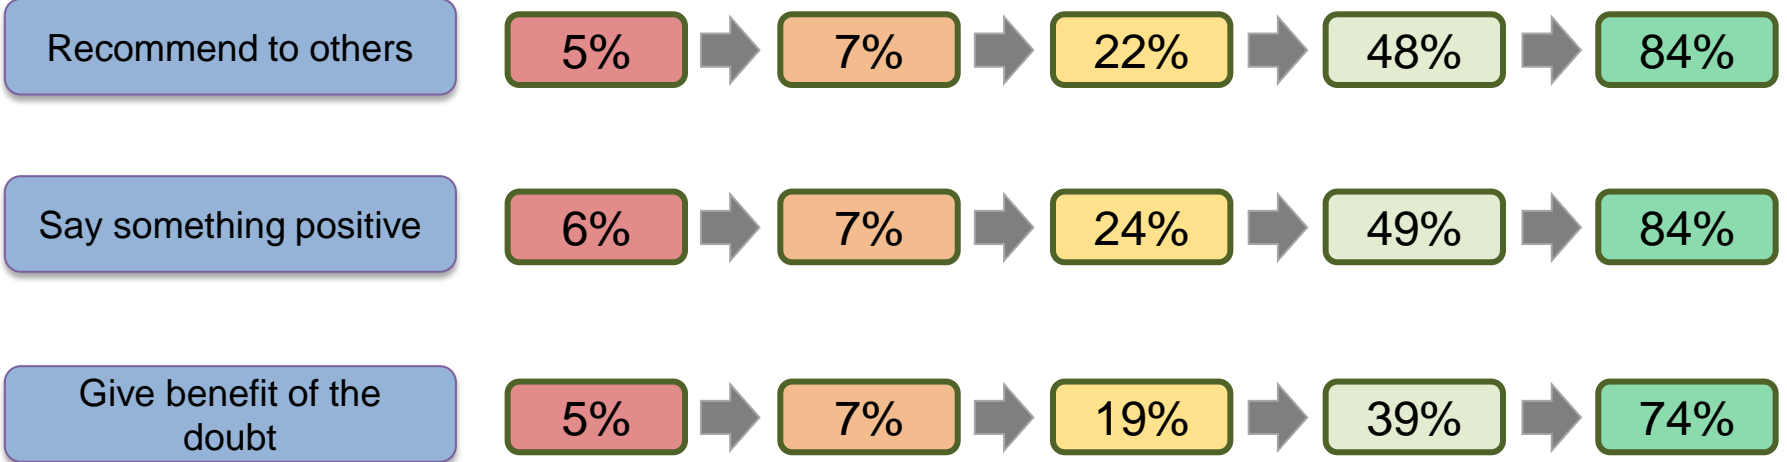 Recommend to others 5% 7% 22% 48% 84%
Say something positive 6% 7% 24% 49% 84%
Give benefit of the
doubt 5% 7% 19% 39% 74%